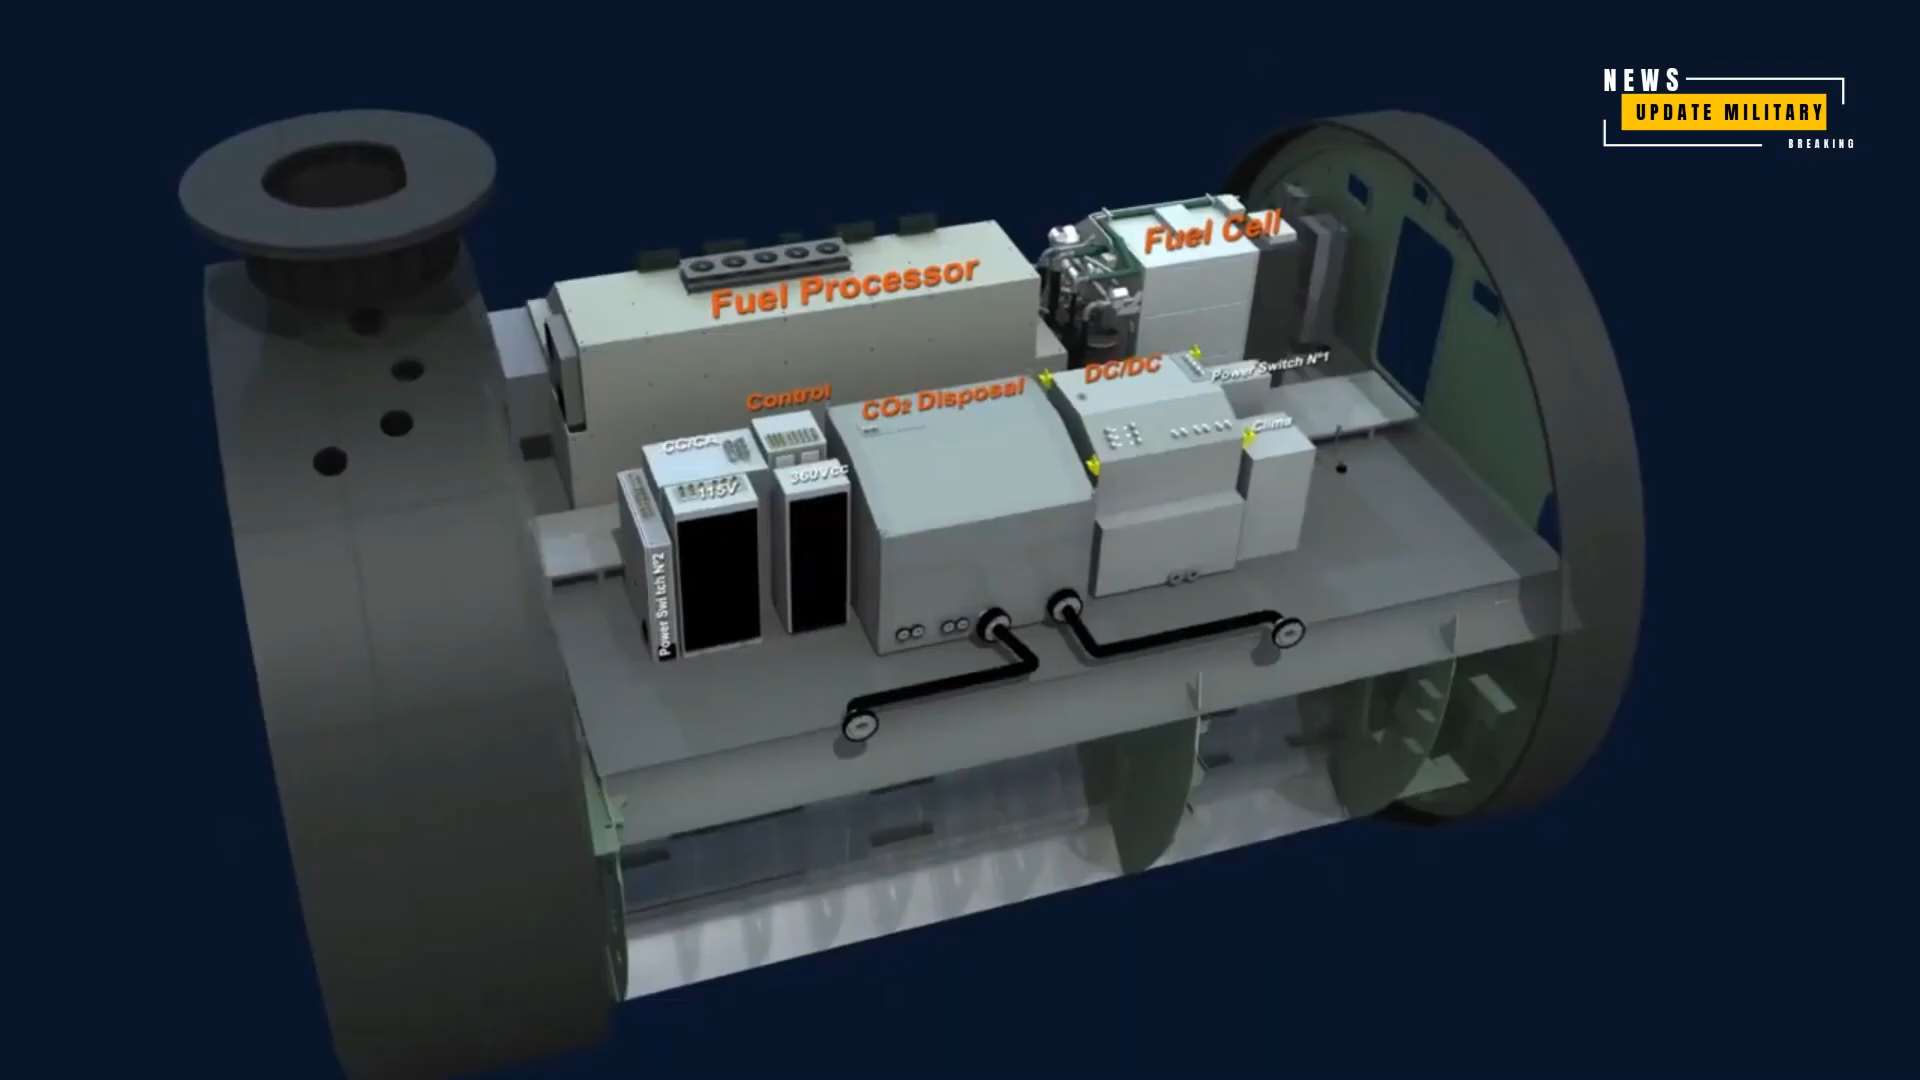 NEWS
UPDATE MILITARY
BREAKING
Fuel Cell
Fuel Processor
DC/DC
Power Switch Nº1
Control
CO₂ Disposal
Clima
CC/CA
360Vcc
115V
Power Switch Nº2